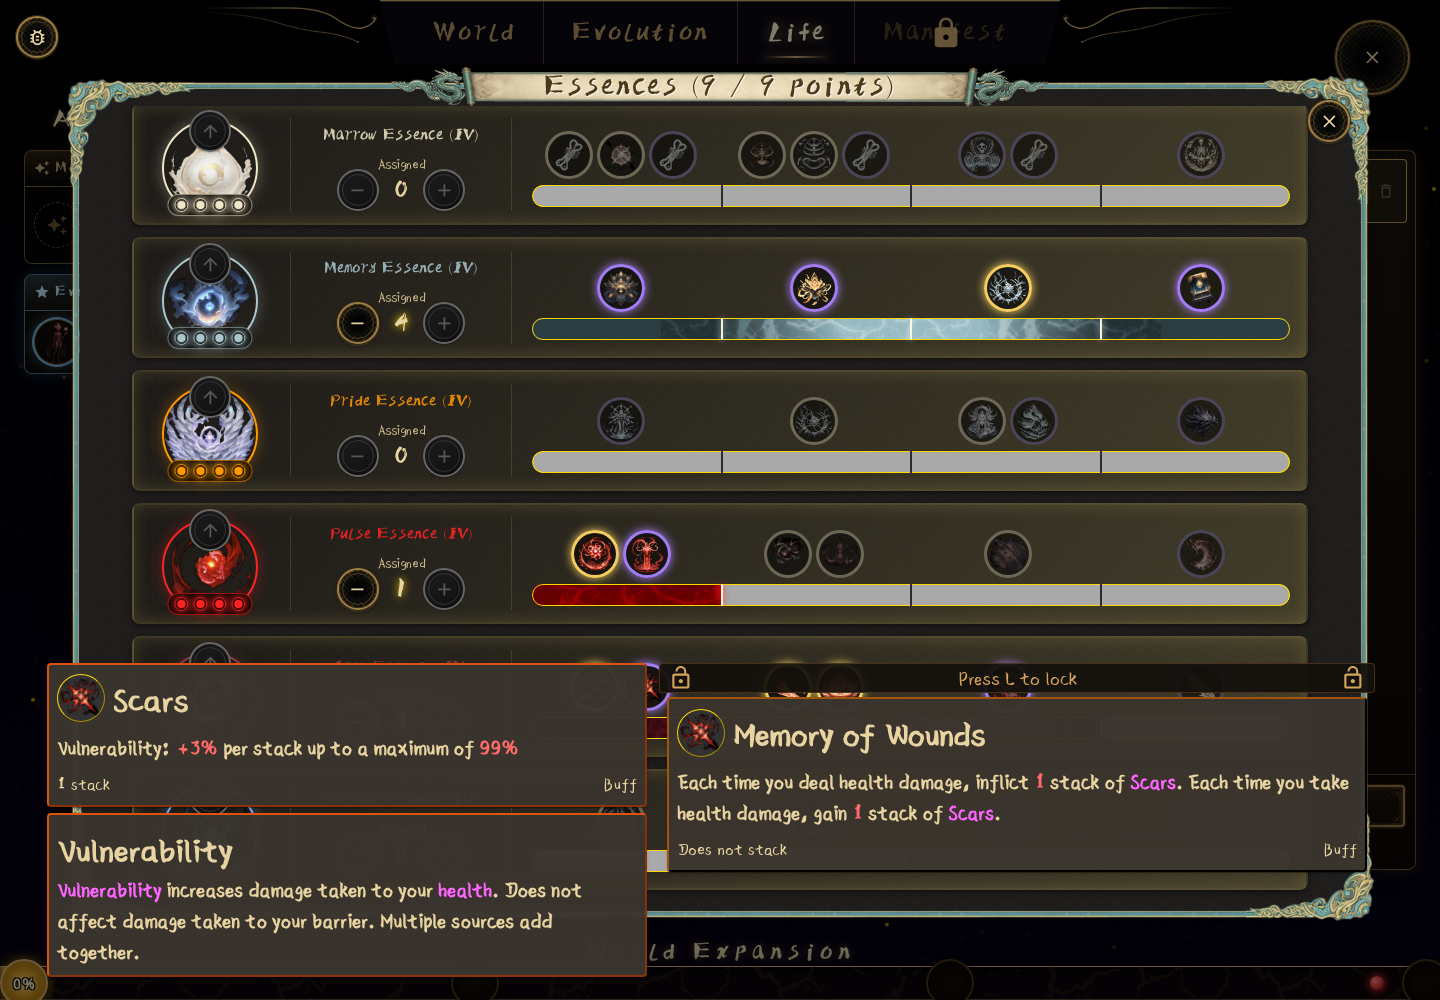 World
Evolution
Life
Essences (9 / 9 points)
Marrow Essence (IV)
Assigned
0
Memory Essence (IV)
Assigned
4
Pride Essence (IV)
Assigned
0
Pulse Essence (IV)
Assigned
1
Press L to lock
Scars
Vulnerability: +3% per stack up to a maximum of 99%
1 stack
Buff
Memory of Wounds
Each time you deal health damage, inflict 1 stack of Scars. Each time you take
health damage, gain 1 stack of Scars.
Does not stack
Buff
Vulnerability
Vulnerability increases damage taken to your health. Does not
affect damage taken to your barrier. Multiple sources add
together.
Expansion
0%